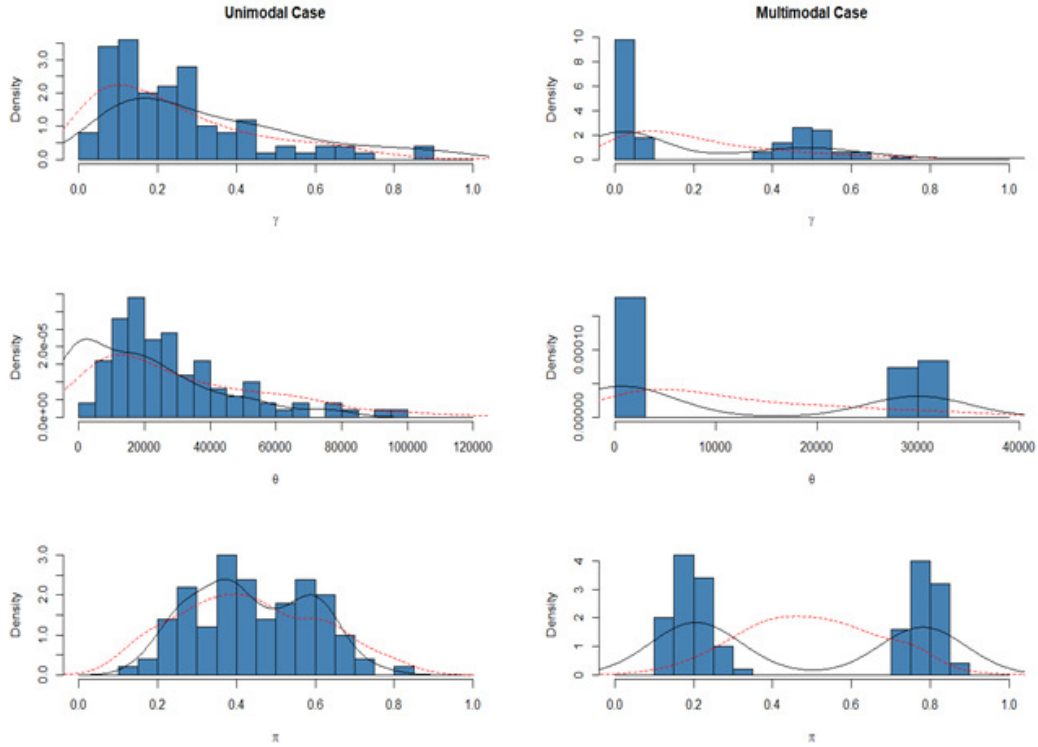 Unimodal Case
Multimodal Case
Density
0.0 1.0 2.0 3.0
0.0 0.2 0.4 0.6 0.8 1.0
γ
Density
0 2 4 6 8 10
0.0 0.2 0.4 0.6 0.8 1.0
γ
Density
0.0e+00 2.0e-05
0 20000 40000 60000 80000 100000 120000
θ
Density
0.00000 0.00010
0 10000 20000 30000 40000
θ
Density
0.0 1.0 2.0 3.0
0.0 0.2 0.4 0.6 0.8 1.0
π
Density
0 1 2 3 4
0.0 0.2 0.4 0.6 0.8 1.0
π